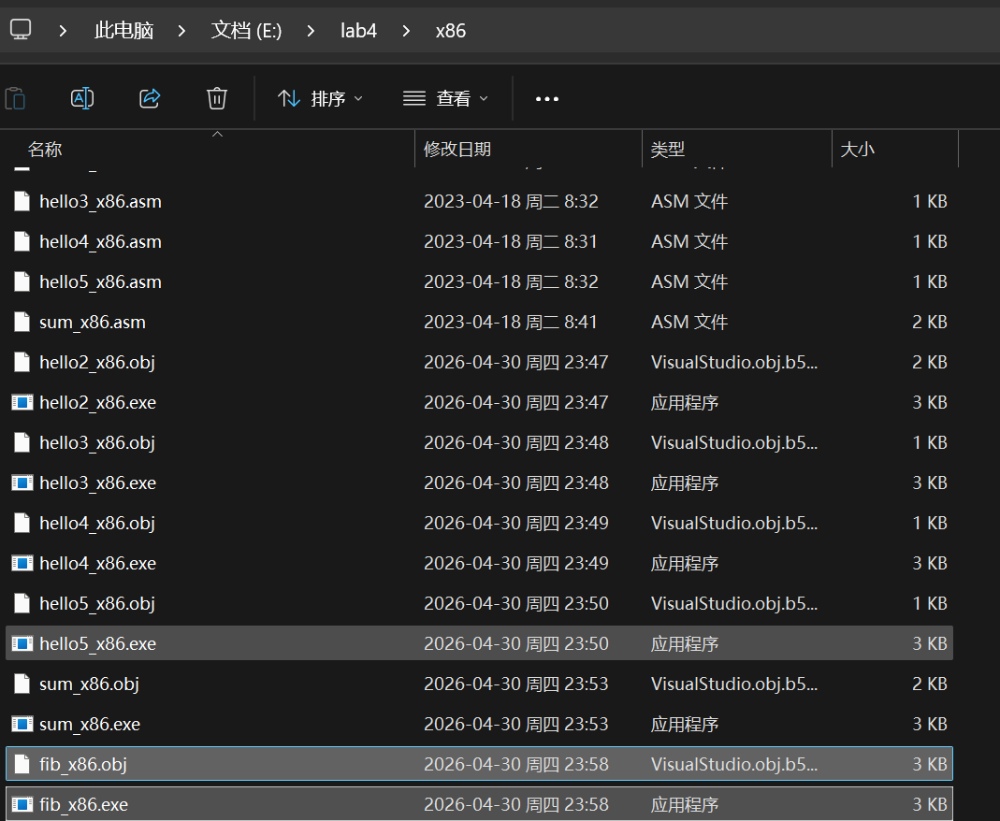 此电脑 文档 (E:) lab4 x86
排序 查看
名称 修改日期 类型 大小
hello3_x86.asm 2023-04-18 周二 8:32 ASM 文件 1 KB
hello4_x86.asm 2023-04-18 周二 8:31 ASM 文件 1 KB
hello5_x86.asm 2023-04-18 周二 8:32 ASM 文件 1 KB
sum_x86.asm 2023-04-18 周二 8:41 ASM 文件 2 KB
hello2_x86.obj 2026-04-30 周四 23:47 VisualStudio.obj.b5... 2 KB
hello2_x86.exe 2026-04-30 周四 23:47 应用程序 3 KB
hello3_x86.obj 2026-04-30 周四 23:48 VisualStudio.obj.b5... 1 KB
hello3_x86.exe 2026-04-30 周四 23:48 应用程序 3 KB
hello4_x86.obj 2026-04-30 周四 23:49 VisualStudio.obj.b5... 1 KB
hello4_x86.exe 2026-04-30 周四 23:49 应用程序 3 KB
hello5_x86.obj 2026-04-30 周四 23:50 VisualStudio.obj.b5... 1 KB
hello5_x86.exe 2026-04-30 周四 23:50 应用程序 3 KB
sum_x86.obj 2026-04-30 周四 23:53 VisualStudio.obj.b5... 2 KB
sum_x86.exe 2026-04-30 周四 23:53 应用程序 3 KB
fib_x86.obj 2026-04-30 周四 23:58 VisualStudio.obj.b5... 3 KB
fib_x86.exe 2026-04-30 周四 23:58 应用程序 3 KB